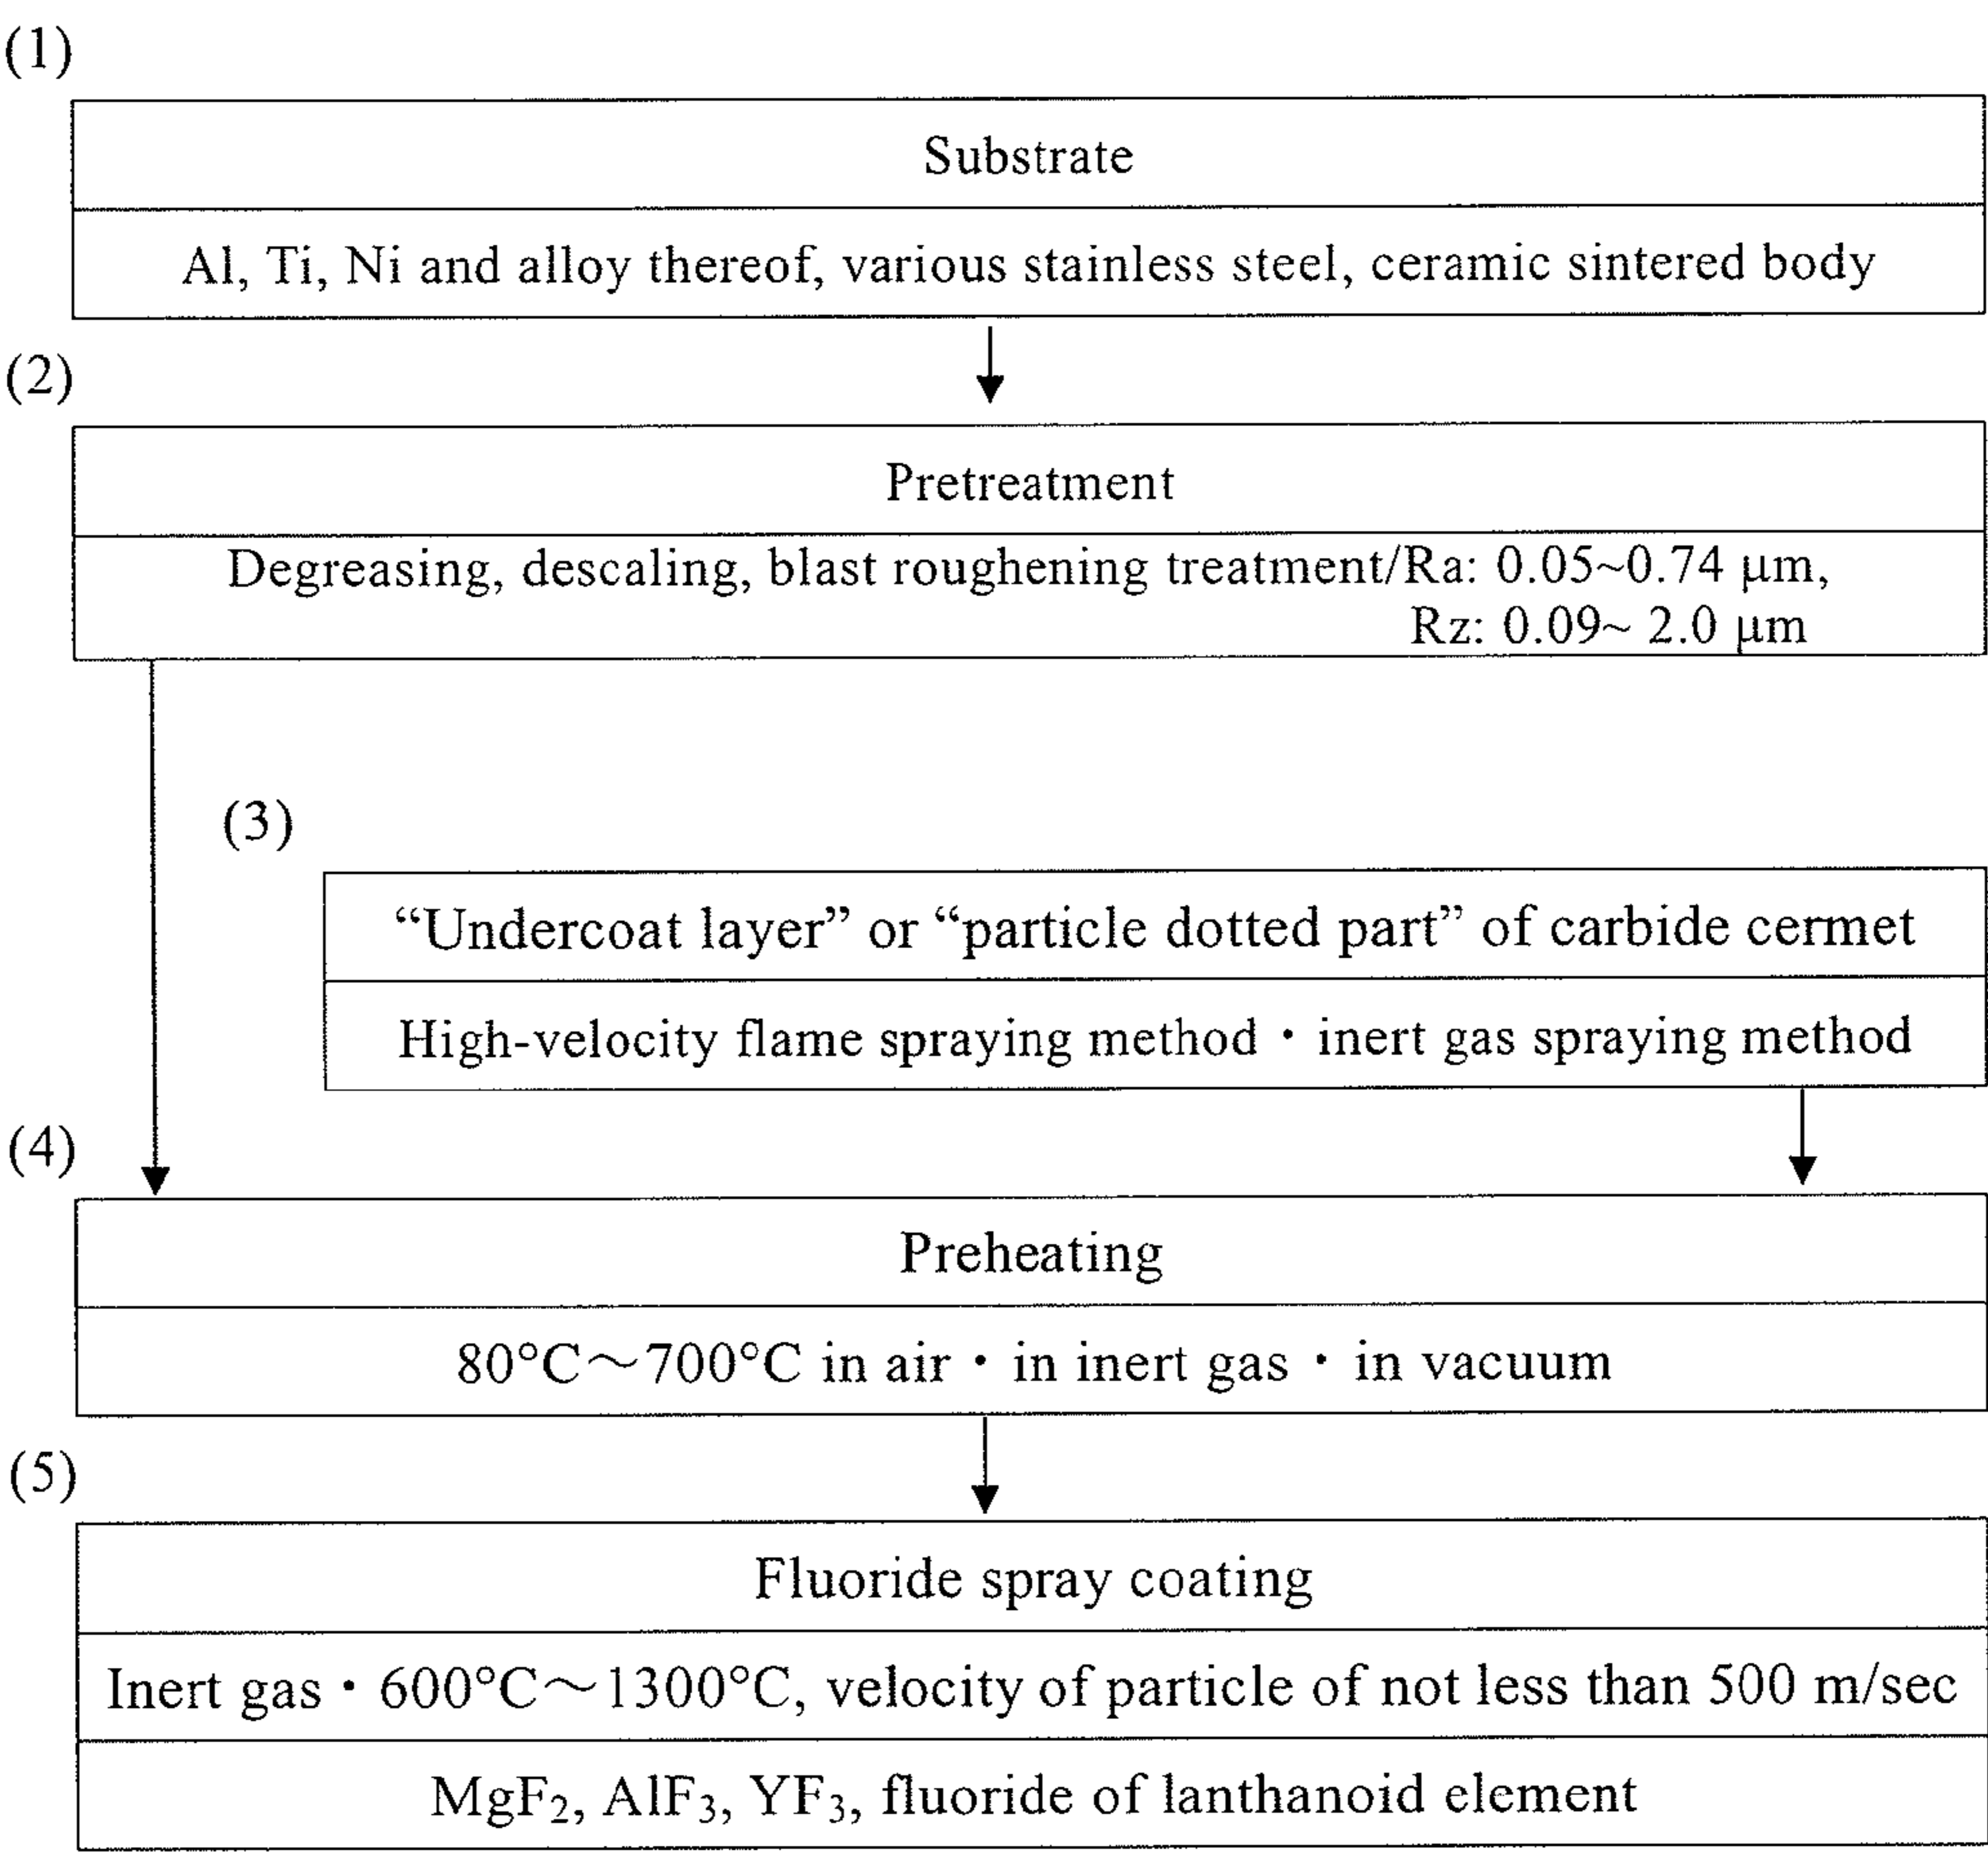 (1)
Substrate
Al, Ti, Ni and alloy thereof, various stainless steel, ceramic sintered body
(2)
Pretreatment
Degreasing, descaling, blast roughening treatment/Ra: 0.05~0.74 μm,
Rz: 0.09~ 2.0 μm
(3)
“Undercoat layer” or “particle dotted part” of carbide cermet
High-velocity flame spraying method・inert gas spraying method
(4)
Preheating
80°C～700°C in air・in inert gas・in vacuum
(5)
Fluoride spray coating
Inert gas・600°C～1300°C, velocity of particle of not less than 500 m/sec
MgF₂, AlF₃, YF₃, fluoride of lanthanoid element